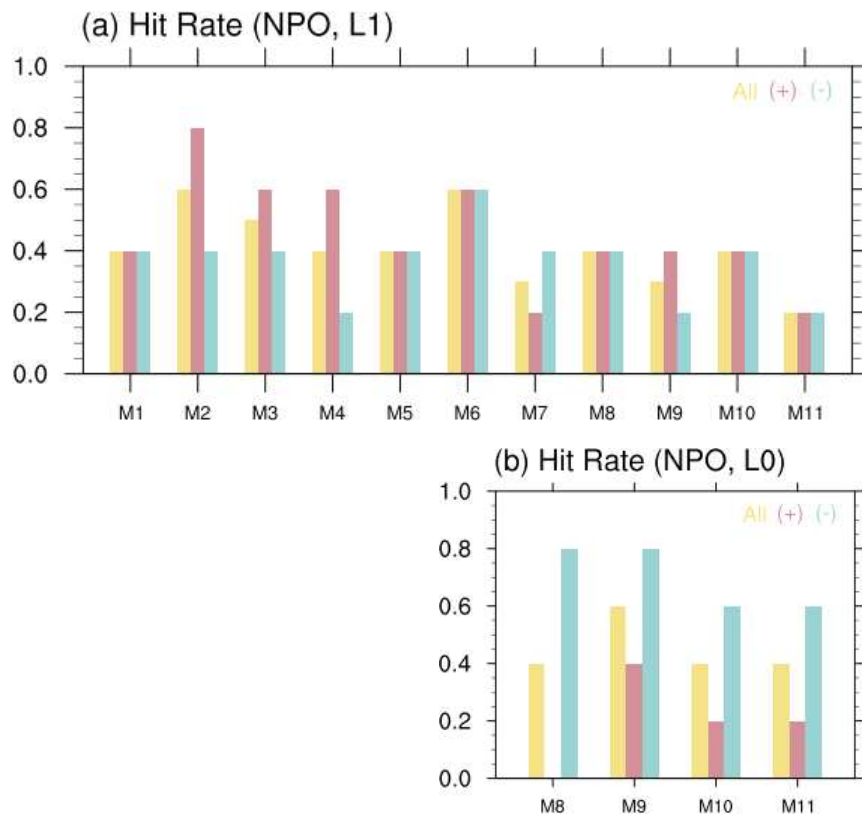 (a) Hit Rate (NPO, L1)
1.0
All (+) (-)
0.8
0.6
0.4
0.2
0.0
M1 M2 M3 M4 M5 M6 M7 M8 M9 M10 M11
(b) Hit Rate (NPO, L0)
1.0
All (+) (-)
0.8
0.6
0.4
0.2
0.0
M8 M9 M10 M11